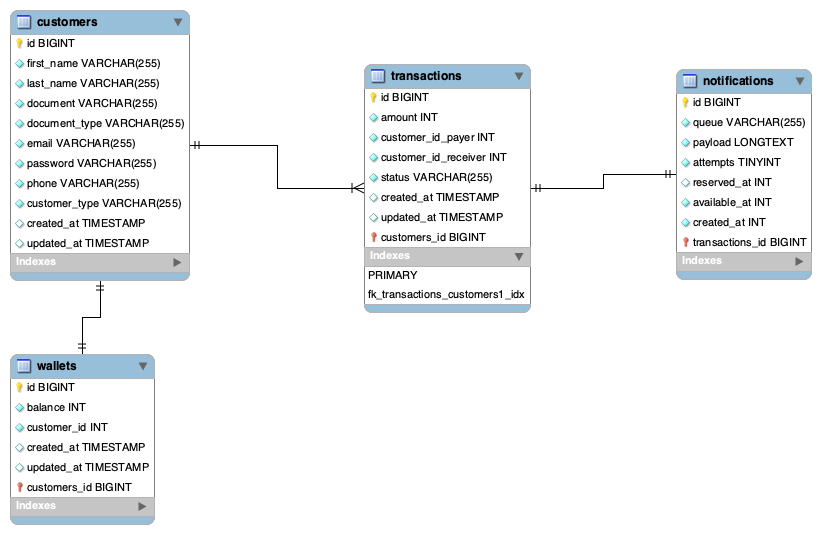 customers
id BIGINT
first_name VARCHAR(255)
last_name VARCHAR(255)
document VARCHAR(255)
document_type VARCHAR(255)
email VARCHAR(255)
password VARCHAR(255)
phone VARCHAR(255)
customer_type VARCHAR(255)
created_at TIMESTAMP
updated_at TIMESTAMP
Indexes
transactions
id BIGINT
amount INT
customer_id_payer INT
customer_id_receiver INT
status VARCHAR(255)
created_at TIMESTAMP
updated_at TIMESTAMP
customers_id BIGINT
Indexes
PRIMARY
fk_transactions_customers1_idx
notifications
id BIGINT
queue VARCHAR(255)
payload LONGTEXT
attempts TINYINT
reserved_at INT
available_at INT
created_at INT
transactions_id BIGINT
Indexes
wallets
id BIGINT
balance INT
customer_id INT
created_at TIMESTAMP
updated_at TIMESTAMP
customers_id BIGINT
Indexes